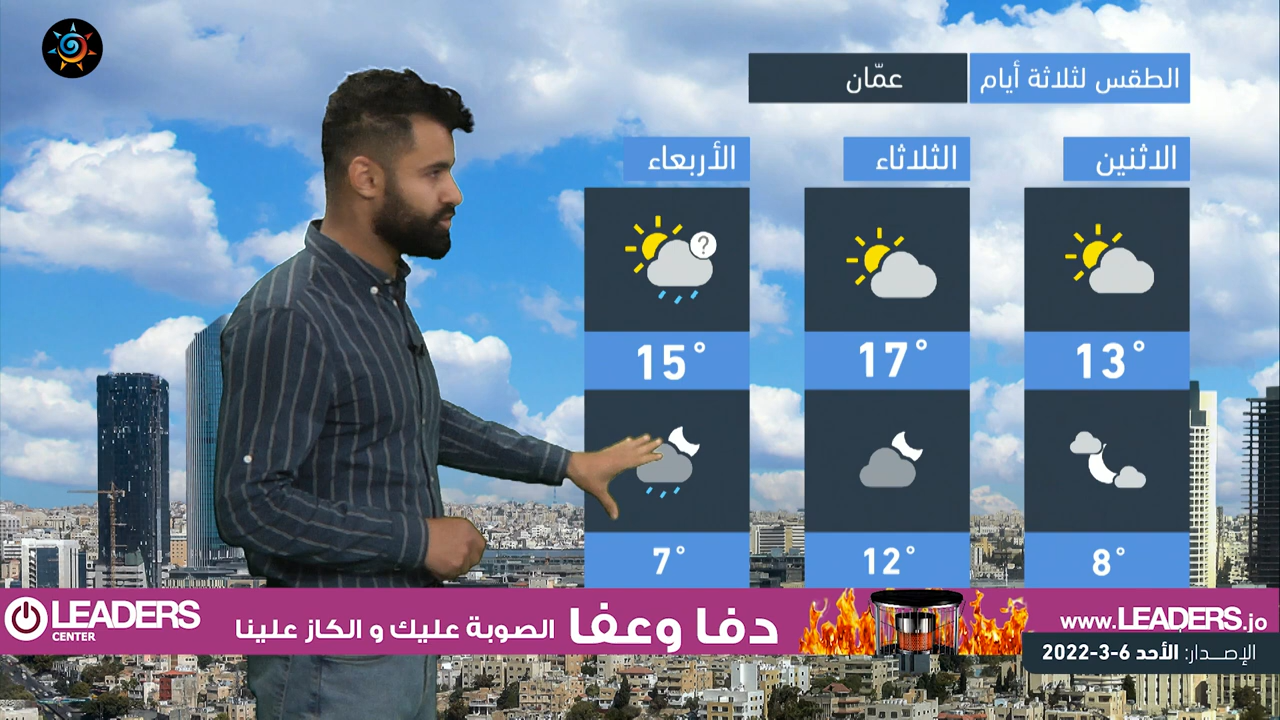 الطقس لثلاثة أيام
عمّان
الاثنين
الثلاثاء
الأربعاء
?
13°
17°
15°
8°
12°
7°
LEADERS
CENTER
دفا وعفا الصوبة عليك و الكاز علينا
www.LEADERS.jo
الإصـــدار: الأحد 6-3-2022